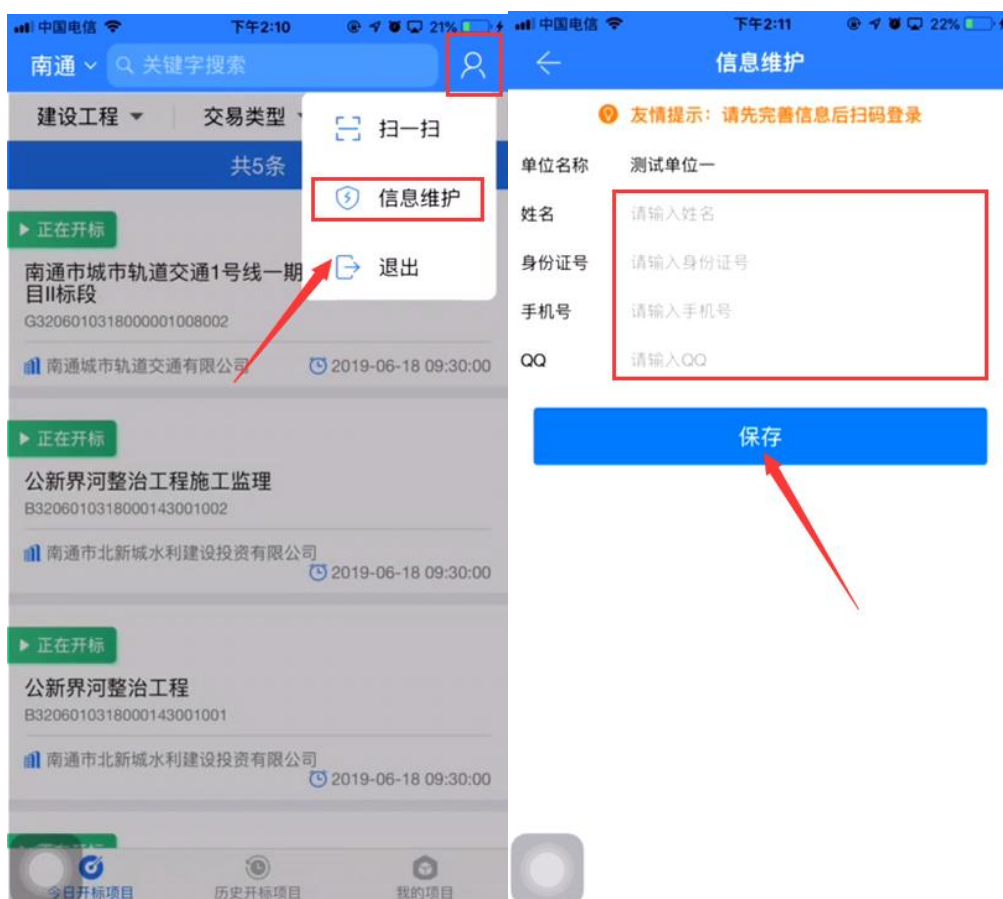 中国电信 下午2:10 21%
南通 关键字搜索
建设工程 交易类型
共5条
扫一扫
信息维护
退出
正在开标
南通市城市轨道交通1号线一期
目II标段
G3206010318000001008002
南通城市轨道交通有限公司 2019-06-18 09:30:00
正在开标
公新界河整治工程施工监理
B3206010318000143001002
南通市北新城水利建设投资有限公司
2019-06-18 09:30:00
正在开标
公新界河整治工程
B3206010318000143001001
南通市北新城水利建设投资有限公司
2019-06-18 09:30:00
今日开标项目 历史开标项目 我的项目
中国电信 下午2:11 22%
信息维护
友情提示：请先完善信息后扫码登录
单位名称 测试单位一
姓名 请输入姓名
身份证号 请输入身份证号
手机号 请输入手机号
QQ 请输入QQ
保存